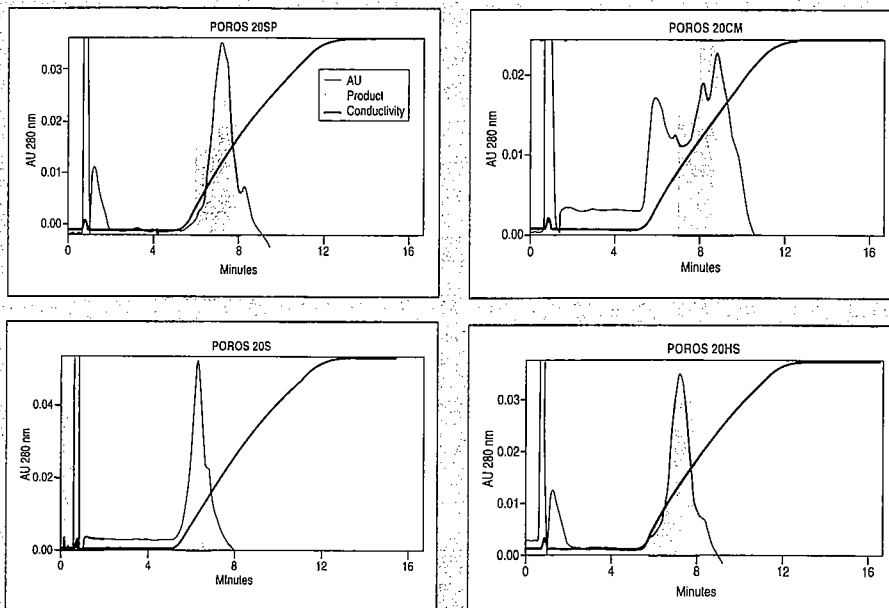 POROS 20SP
0.03
0.02
0.01
0.00
AU 280 nm
AU
Product
Conductivity
0 4 8 12 16
Minutes
POROS 20CM
0.02
0.01
0.00
AU 280 nm
0 4 8 12 16
Minutes
POROS 20S
0.04
0.02
0.00
AU 280 nm
0 4 8 12 16
Minutes
POROS 20HS
0.03
0.02
0.01
0.00
AU 280 nm
0 4 8 12 16
Minutes